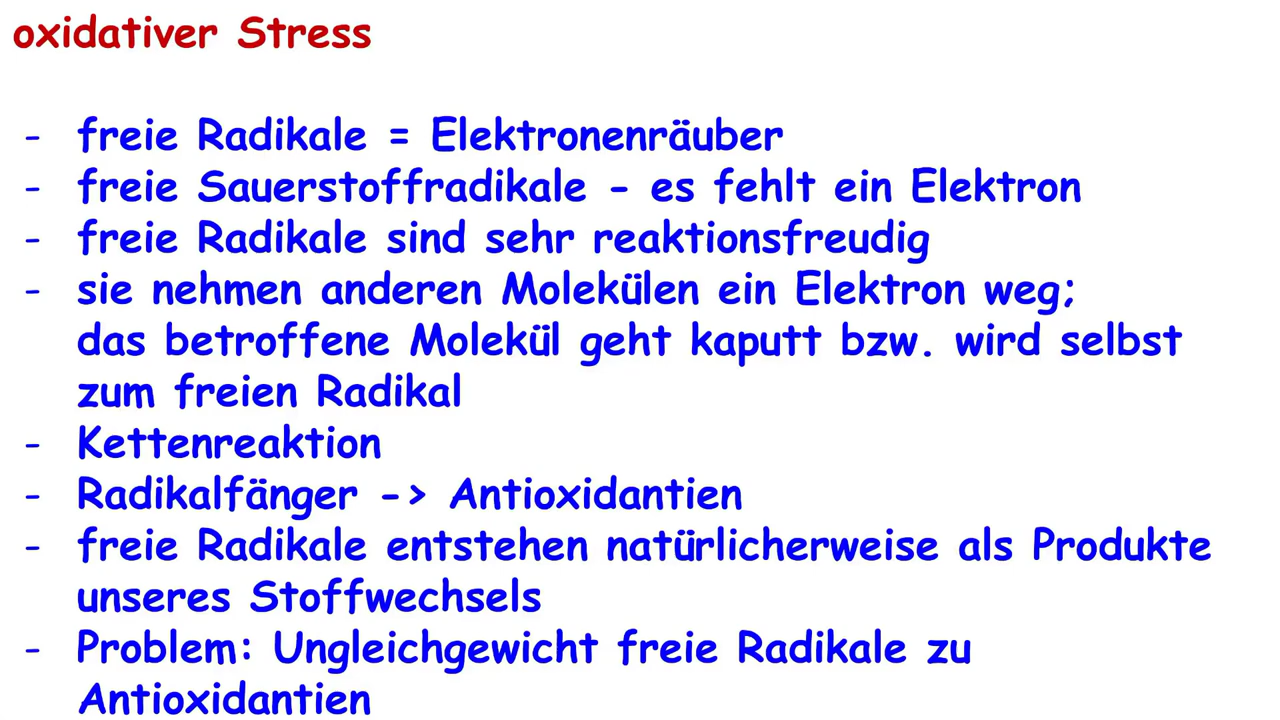 oxidativer Stress
- freie Radikale = Elektronenräuber
- freie Sauerstoffradikale - es fehlt ein Elektron
- freie Radikale sind sehr reaktionsfreudig
- sie nehmen anderen Molekülen ein Elektron weg;
das betroffene Molekül geht kaputt bzw. wird selbst
zum freien Radikal
- Kettenreaktion
- Radikalfänger -> Antioxidantien
- freie Radikale entstehen natürlicherweise als Produkte
unseres Stoffwechsels
- Problem: Ungleichgewicht freie Radikale zu
Antioxidantien